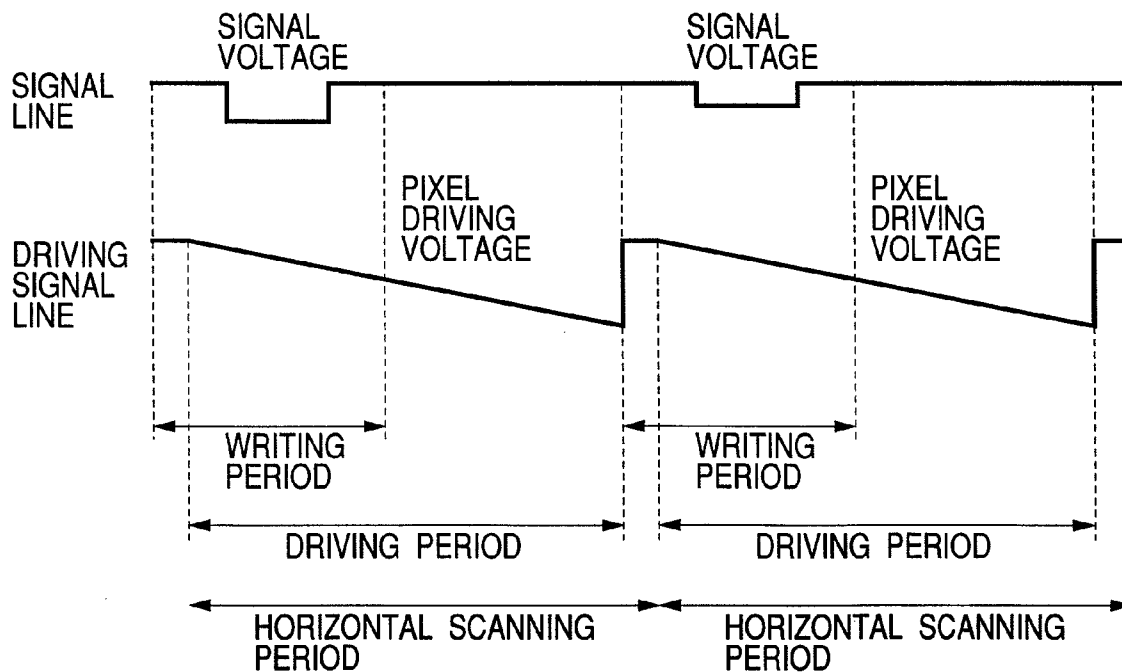 SIGNAL
VOLTAGE
SIGNAL
VOLTAGE
SIGNAL
LINE
PIXEL
DRIVING
VOLTAGE
PIXEL
DRIVING
VOLTAGE
DRIVING
SIGNAL
LINE
WRITING
PERIOD
WRITING
PERIOD
DRIVING PERIOD
DRIVING PERIOD
HORIZONTAL SCANNING
PERIOD
HORIZONTAL SCANNING
PERIOD